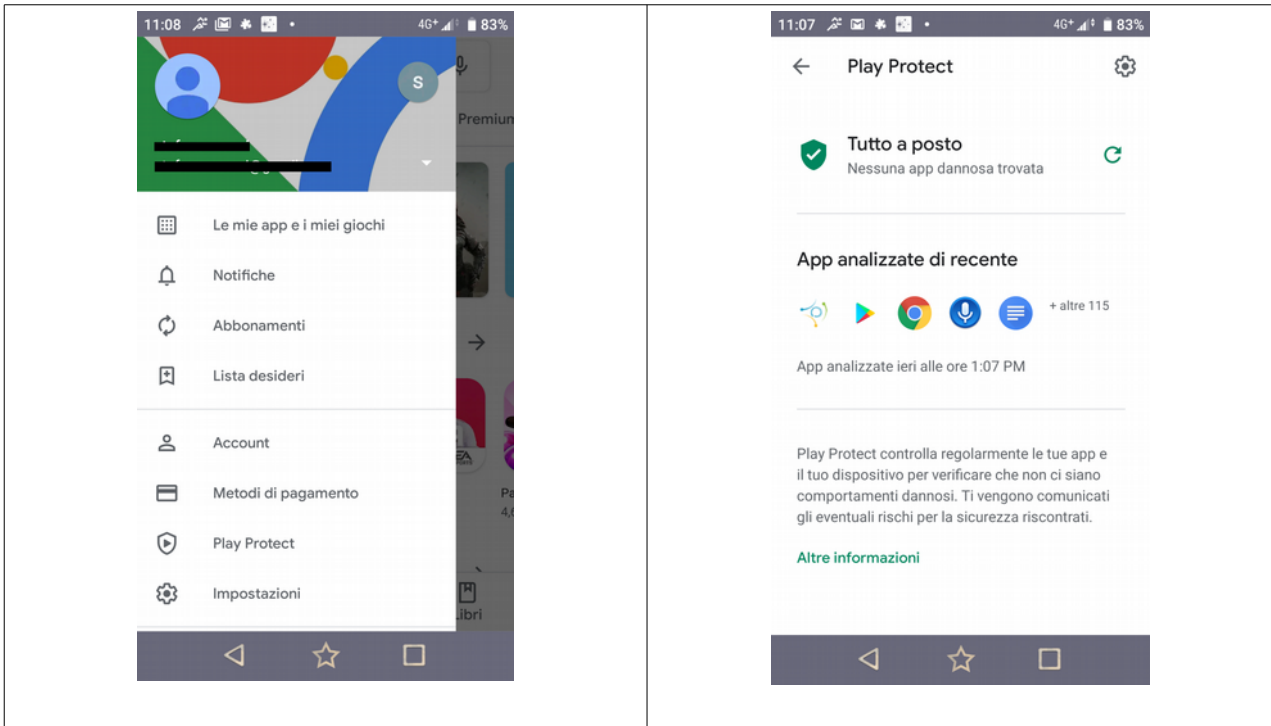 11:08
4G+
83%
S
Premium
Le mie app e i miei giochi
Notifiche
Abbonamenti
Lista desideri
Account
Metodi di pagamento
Play Protect
Impostazioni
11:07
4G+
83%
Play Protect
Tutto a posto
Nessuna app dannosa trovata
App analizzate di recente
+ altre 115
App analizzate ieri alle ore 1:07 PM
Play Protect controlla regolarmente le tue app e
il tuo dispositivo per verificare che non ci siano
comportamenti dannosi. Ti vengono comunicati
gli eventuali rischi per la sicurezza riscontrati.
Altre informazioni